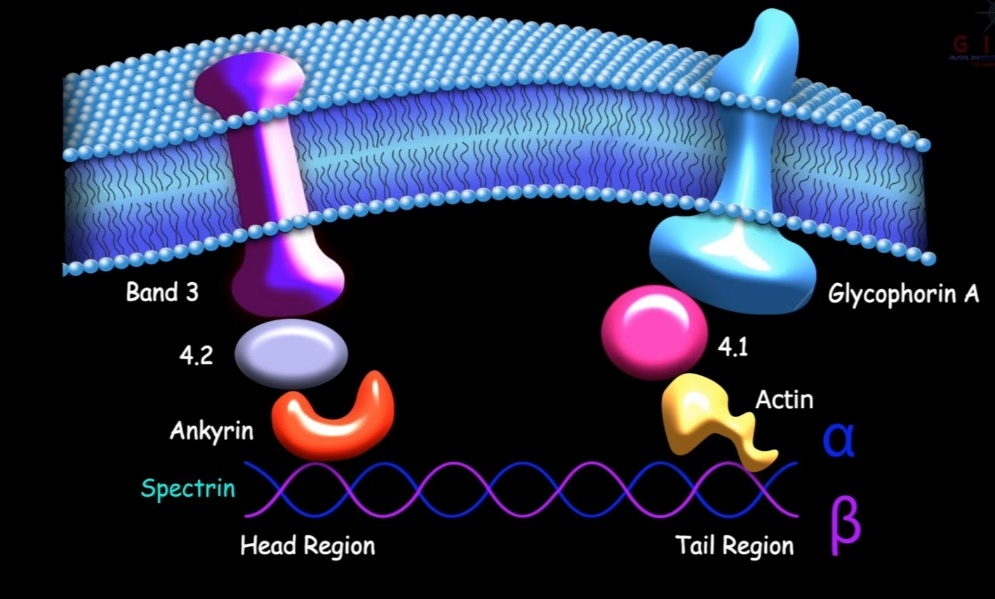 Band 3
Glycophorin A
4.2
4.1
Actin
Ankyrin
α
Spectrin
β
Head Region
Tail Region